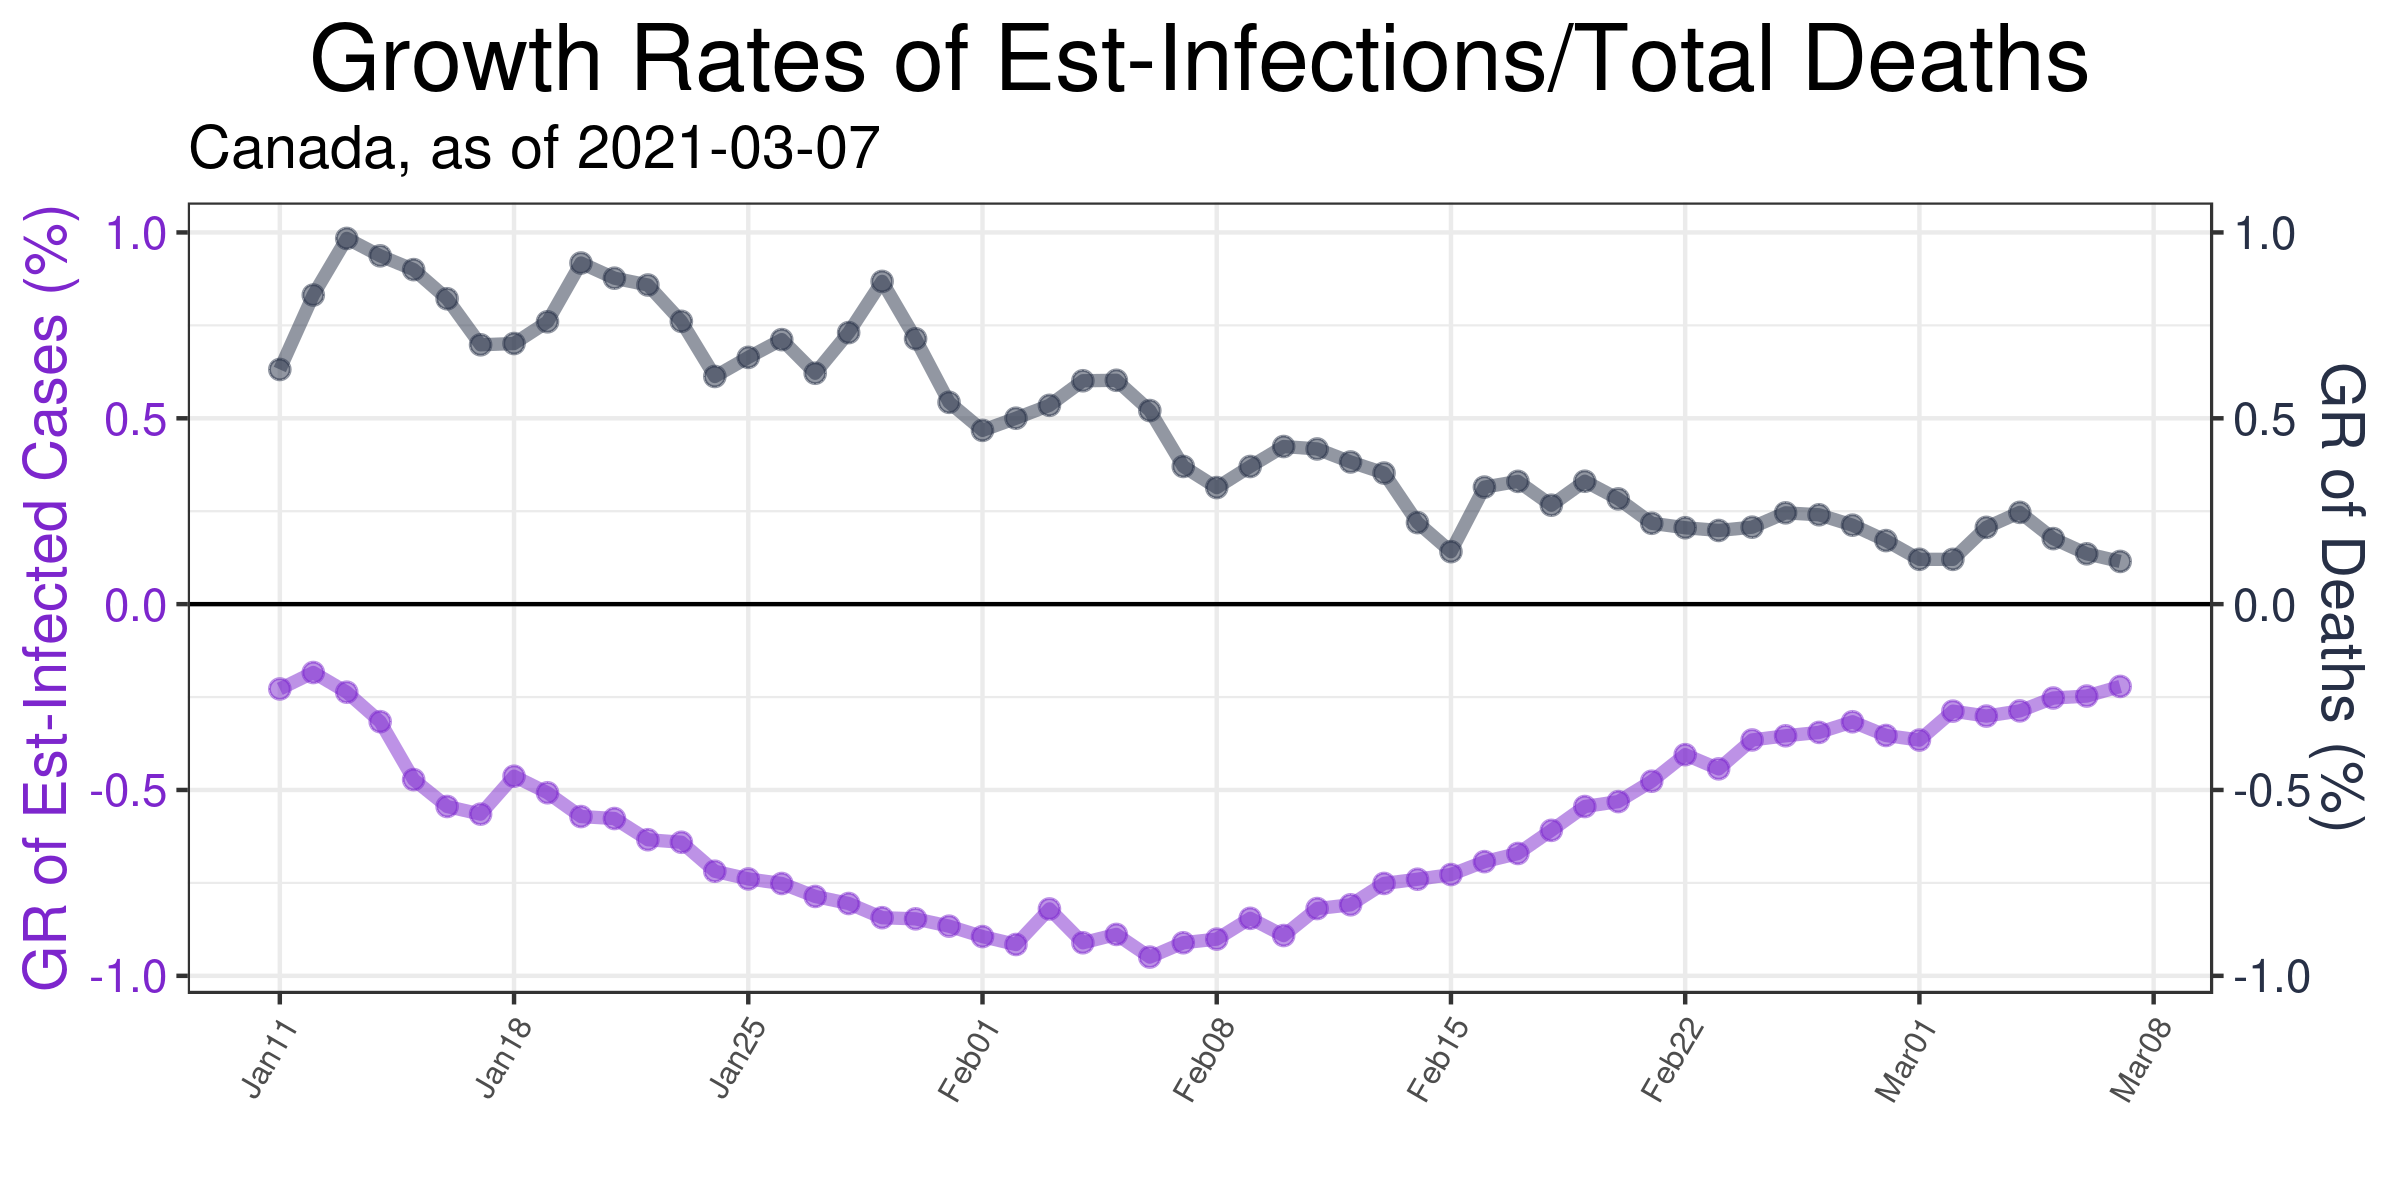 Growth Rates of Est-Infections/Total Deaths
Canada, as of 2021-03-07
GR of Est-Infected Cases (%)
1.0
0.5
0.0
-0.5
-1.0
1.0
0.5
0.0
-0.5
-1.0
GR of Deaths (%)
Jan11
Jan18
Jan25
Feb01
Feb08
Feb15
Feb22
Mar01
Mar08